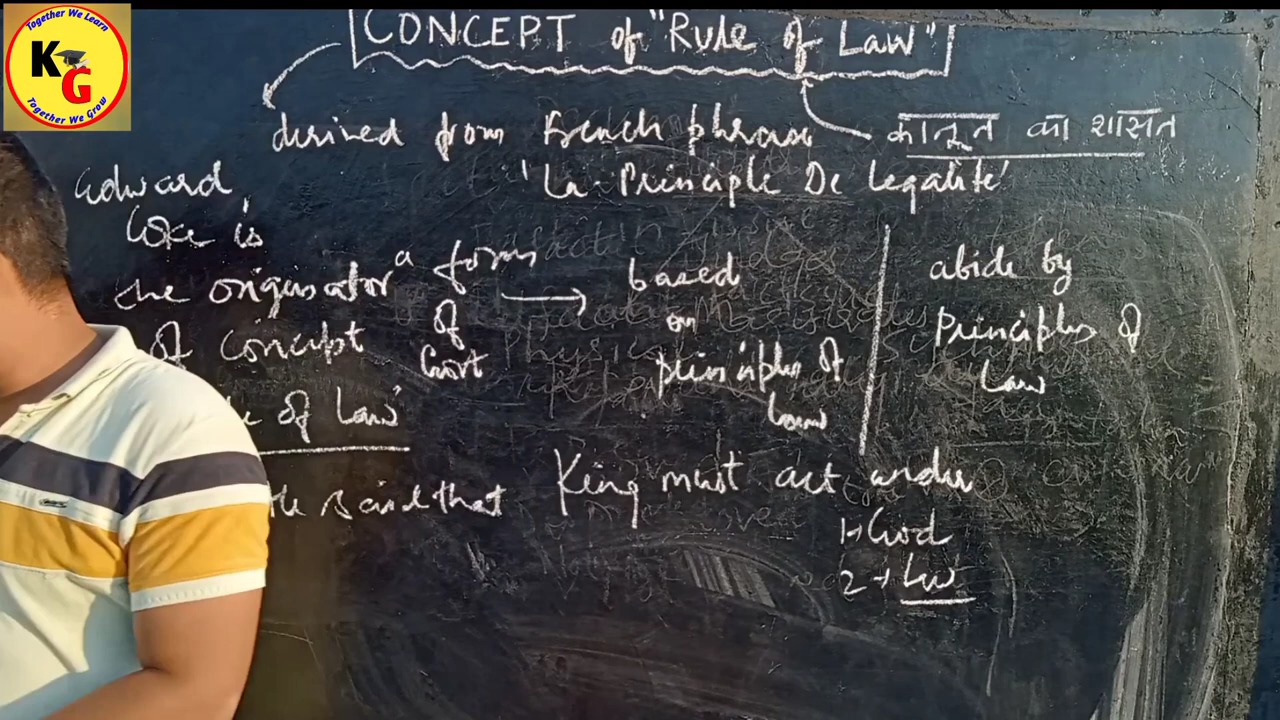 Together We Learn
KG
Together We Grow
CONCEPT of "Rule of Law"
derived from French phrase
कानून का शासन
'La Principle De Legalite'
Edward
Coke is
the originator
of concept
of Law'
He said that
a form
of
Govt
based
on
principles of
Law
abide by
Principles of
Law
King must act under
1→ God
2→ Law